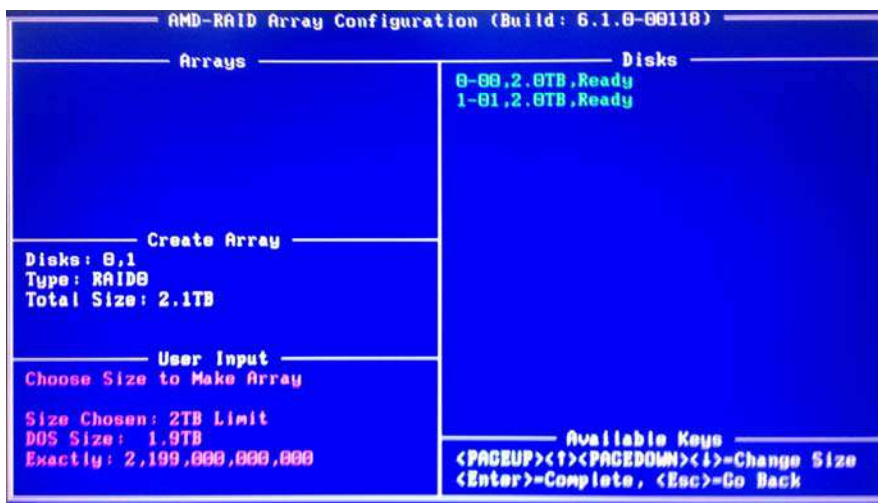 AMD-RAID Array Configuration (Build: 6.1.0-00118)
Arrays
Disks
0-00,2.0TB,Ready
1-01,2.0TB,Ready
Create Array
Disks: 0,1
Type: RAID0
Total Size: 2.1TB
User Input
Choose Size to Make Array
Size Chosen: 2TB Limit
DOS Size: 1.9TB
Exactly: 2,199,000,000,000
Available Keys
<PAGEUP><↑><PAGEDOWN><↓>=Change Size
<Enter>=Complete, <Esc>=Go Back